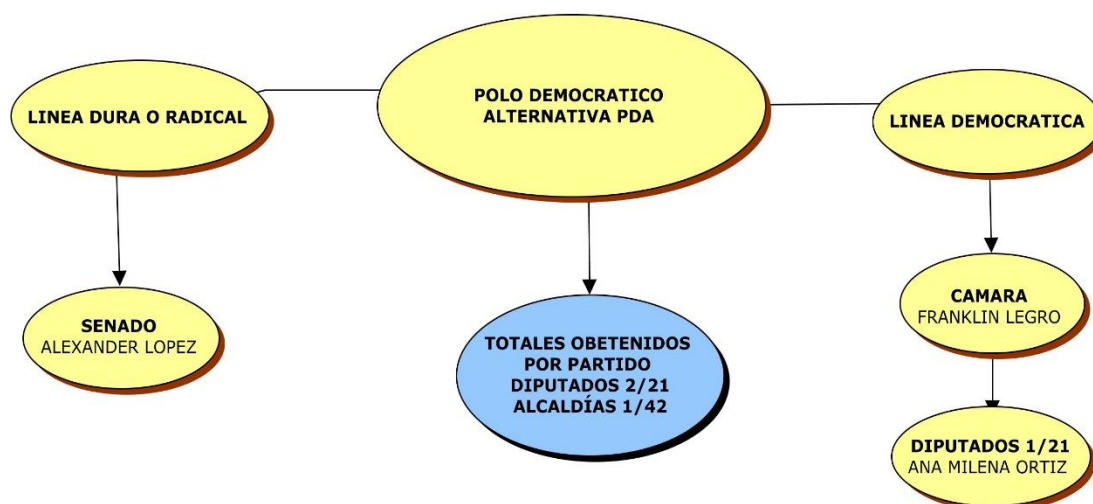 POLO DEMOCRATICO
ALTERNATIVA PDA
LINEA DURA O RADICAL
LINEA DEMOCRATICA
SENADO
ALEXANDER LOPEZ
TOTALES OBETENIDOS
POR PARTIDO
DIPUTADOS 2/21
ALCALDÍAS 1/42
CAMARA
FRANKLIN LEGRO
DIPUTADOS 1/21
ANA MILENA ORTIZ